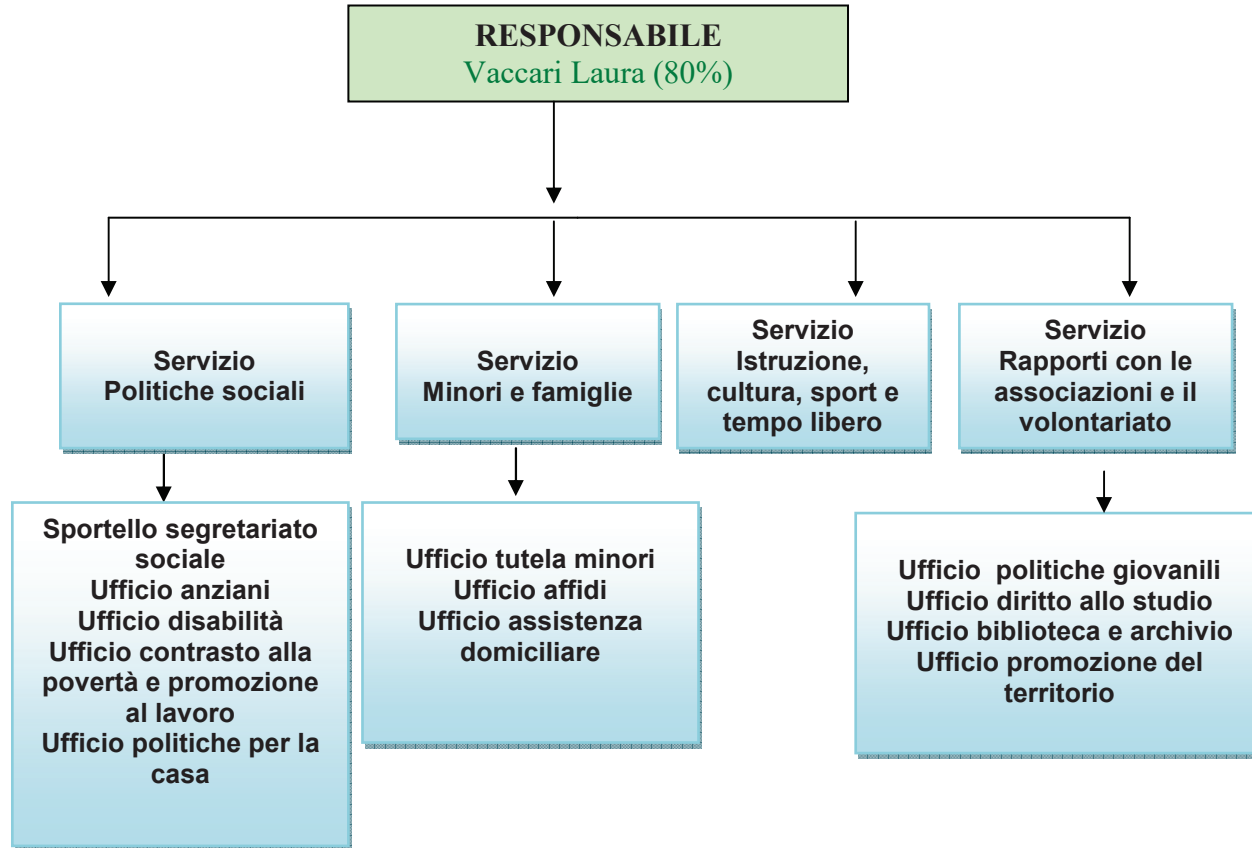 RESPONSABILE
Vaccari Laura (80%)
Servizio
Politiche sociali
Servizio
Minori e famiglie
Servizio
Istruzione,
cultura, sport e
tempo libero
Servizio
Rapporti con le
associazioni e il
volontariato
Sportello segretariato
sociale
Ufficio anziani
Ufficio disabilità
Ufficio contrasto alla
povertà e promozione
al lavoro
Ufficio politiche per la
casa
Ufficio tutela minori
Ufficio affidi
Ufficio assistenza
domiciliare
Ufficio politiche giovanili
Ufficio diritto allo studio
Ufficio biblioteca e archivio
Ufficio promozione del
territorio